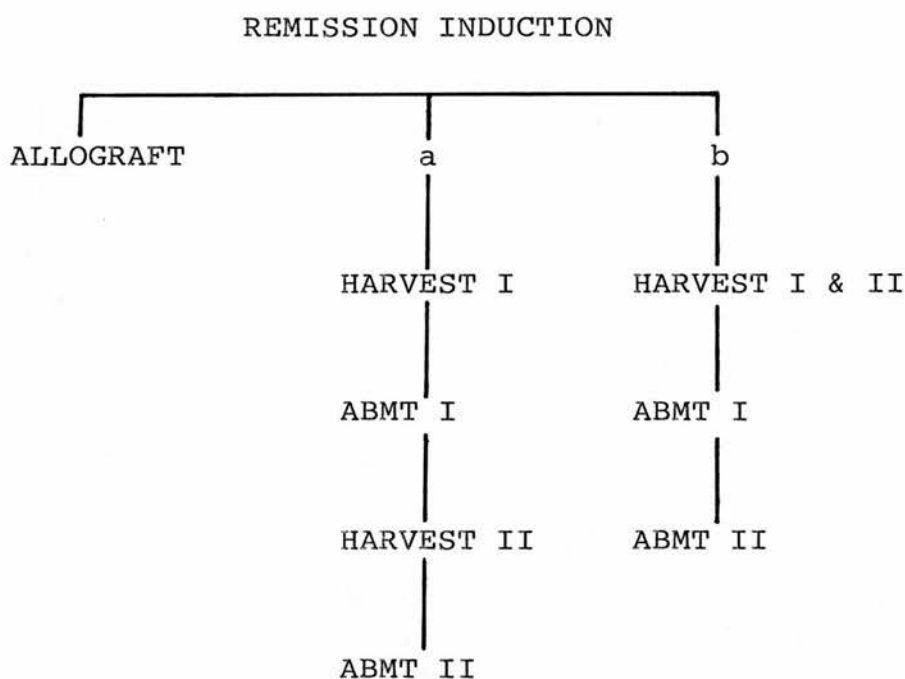 REMISSION INDUCTION
ALLOGRAFT a b
HARVEST I HARVEST I & II
ABMT I ABMT I
HARVEST II ABMT II
ABMT II